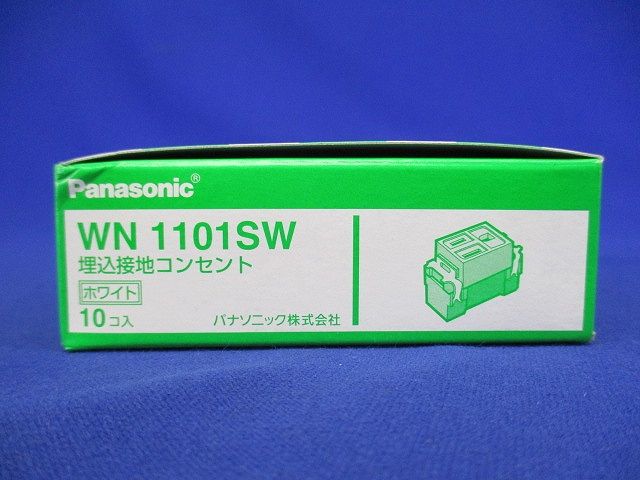 Panasonic®
WN 1101SW
埋込接地コンセント
ホワイト
10コ入
パナソニック株式会社